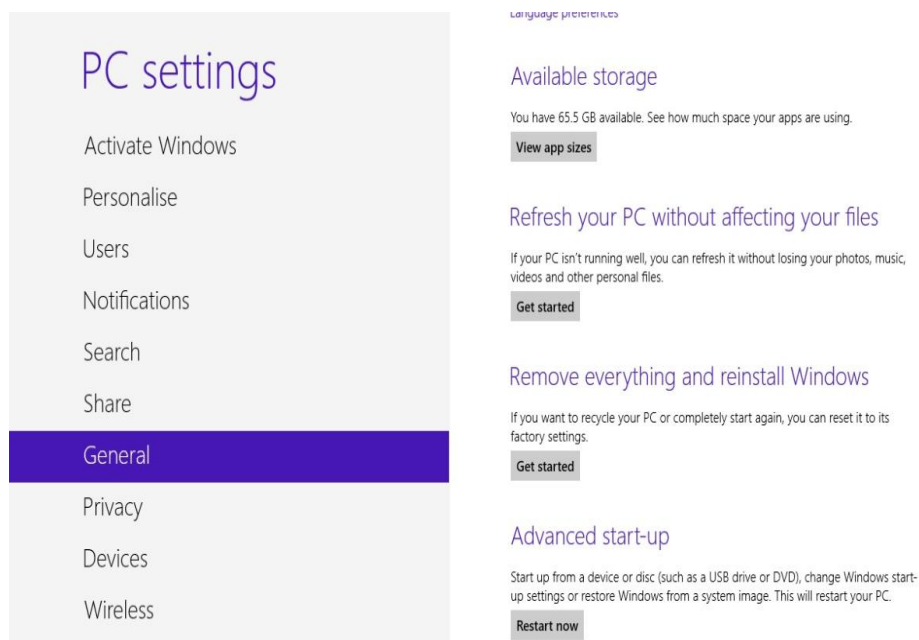 PC settings
Activate Windows
Personalise
Users
Notifications
Search
Share
General
Privacy
Devices
Wireless
Language preferences
Available storage
You have 65.5 GB available. See how much space your apps are using.
View app sizes
Refresh your PC without affecting your files
If your PC isn't running well, you can refresh it without losing your photos, music,
videos and other personal files.
Get started
Remove everything and reinstall Windows
If you want to recycle your PC or completely start again, you can reset it to its
factory settings.
Get started
Advanced start-up
Start up from a device or disc (such as a USB drive or DVD), change Windows start-
up settings or restore Windows from a system image. This will restart your PC.
Restart now